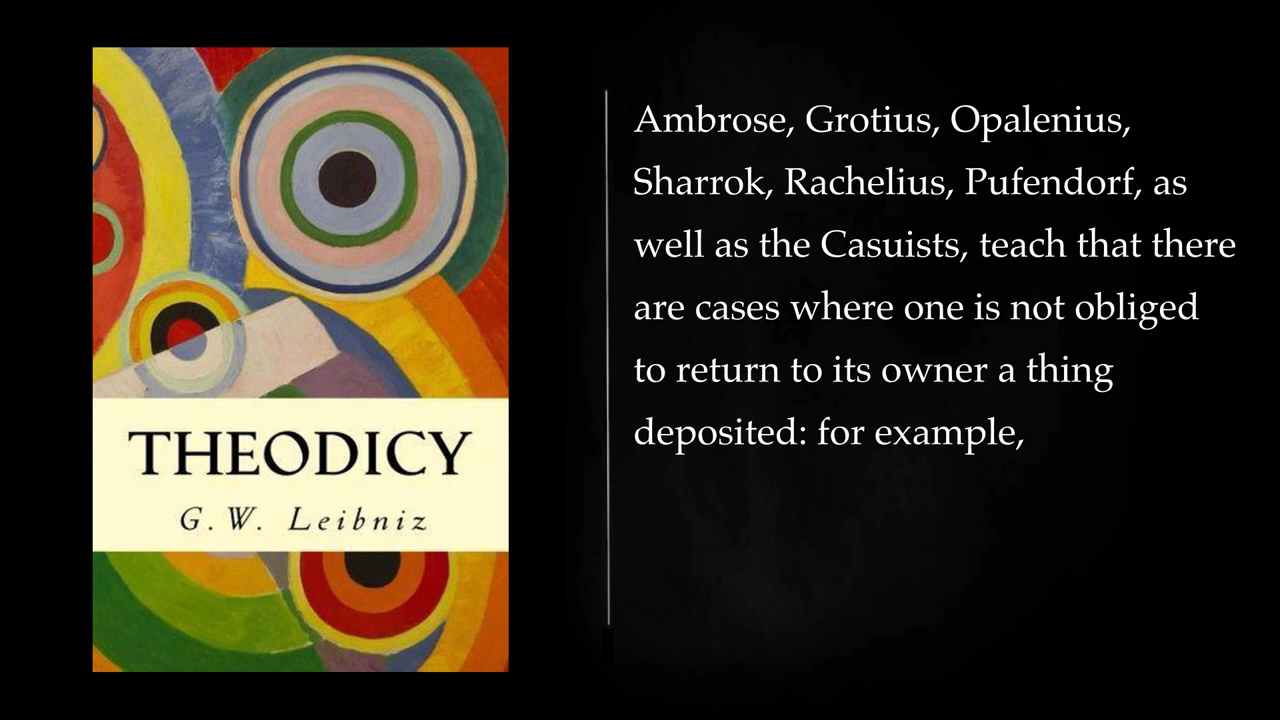 THEODICY
G. W. Leibniz
Ambrose, Grotius, Opalenius,
Sharrok, Rachelius, Pufendorf, as
well as the Casuists, teach that there
are cases where one is not obliged
to return to its owner a thing
deposited: for example,